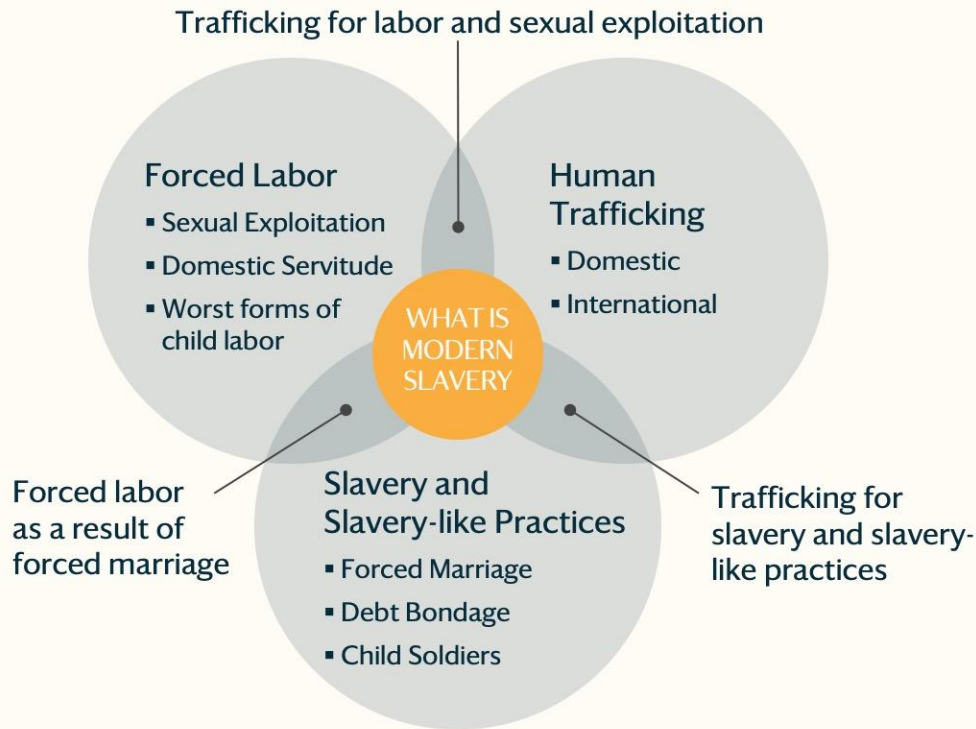 Trafficking for labor and sexual exploitation
Forced Labor
▪ Sexual Exploitation
▪ Domestic Servitude
▪ Worst forms of
child labor
Human
Trafficking
▪ Domestic
▪ International
WHAT IS
MODERN
SLAVERY
Forced labor
as a result of
forced marriage
Slavery and
Slavery-like Practices
▪ Forced Marriage
▪ Debt Bondage
▪ Child Soldiers
Trafficking for
slavery and slavery-
like practices